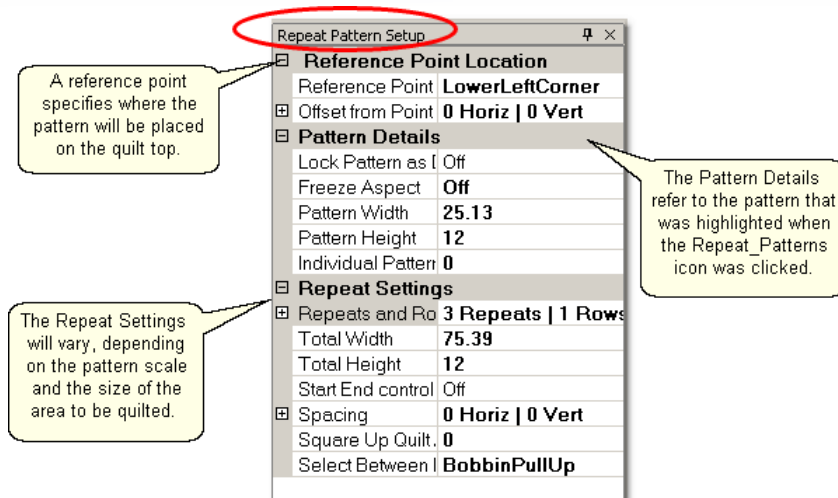 Repeat Pattern Setup
Reference Point Location
Reference Point LowerLeftCorner
Offset from Point 0 Horiz | 0 Vert
Pattern Details
Lock Pattern as Off
Freeze Aspect Off
Pattern Width 25.13
Pattern Height 12
Individual Pattern 0
Repeat Settings
Repeats and Ro 3 Repeats | 1 Rows
Total Width 75.39
Total Height 12
Start End control Off
Spacing 0 Horiz | 0 Vert
Square Up Quilt. 0
Select Between BobbinPullUp
A reference point
specifies where the
pattern will be placed
on the quilt top.
The Pattern Details
refer to the pattern that
was highlighted when
the Repeat_Patterns
icon was clicked.
The Repeat Settings
will vary, depending
on the pattern scale
and the size of the
area to be quilted.